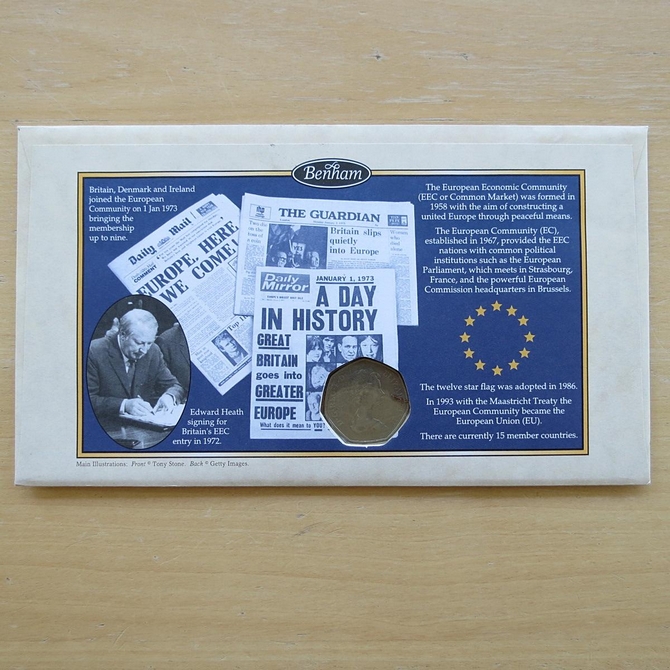 Benham
Britain, Denmark and Ireland
joined the European
Community on 1 Jan 1973
bringing the
membership
up to nine.
Daily Mail
COMMENT
EUROPE, HERE
WE COME!
THE GUARDIAN
Britain slips
quietly
into Europe
Daily
Mirror
JANUARY 1, 1973
A DAY
IN HISTORY
GREAT
BRITAIN
goes into
GREATER
EUROPE
What does it mean to YOU?
Edward Heath
signing for
Britain's EEC
entry in 1972.
The European Economic Community
(EEC or Common Market) was formed in
1958 with the aim of constructing a
united Europe through peaceful means.
The European Community (EC),
established in 1967, provided the EEC
nations with common political
institutions such as the European
Parliament, which meets in Strasbourg,
France, and the powerful European
Commission headquarters in Brussels.
The twelve star flag was adopted in 1986.
In 1993 with the Maastricht Treaty the
European Community became the
European Union (EU).
There are currently 15 member countries.
Main Illustrations: Front © Tony Stone. Back © Getty Images.